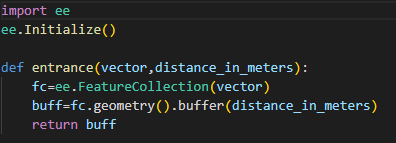 import ee
ee.Initialize()
def entrance(vector,distance_in_meters):
    fc=ee.FeatureCollection(vector)
    buff=fc.geometry().buffer(distance_in_meters)
    return buff